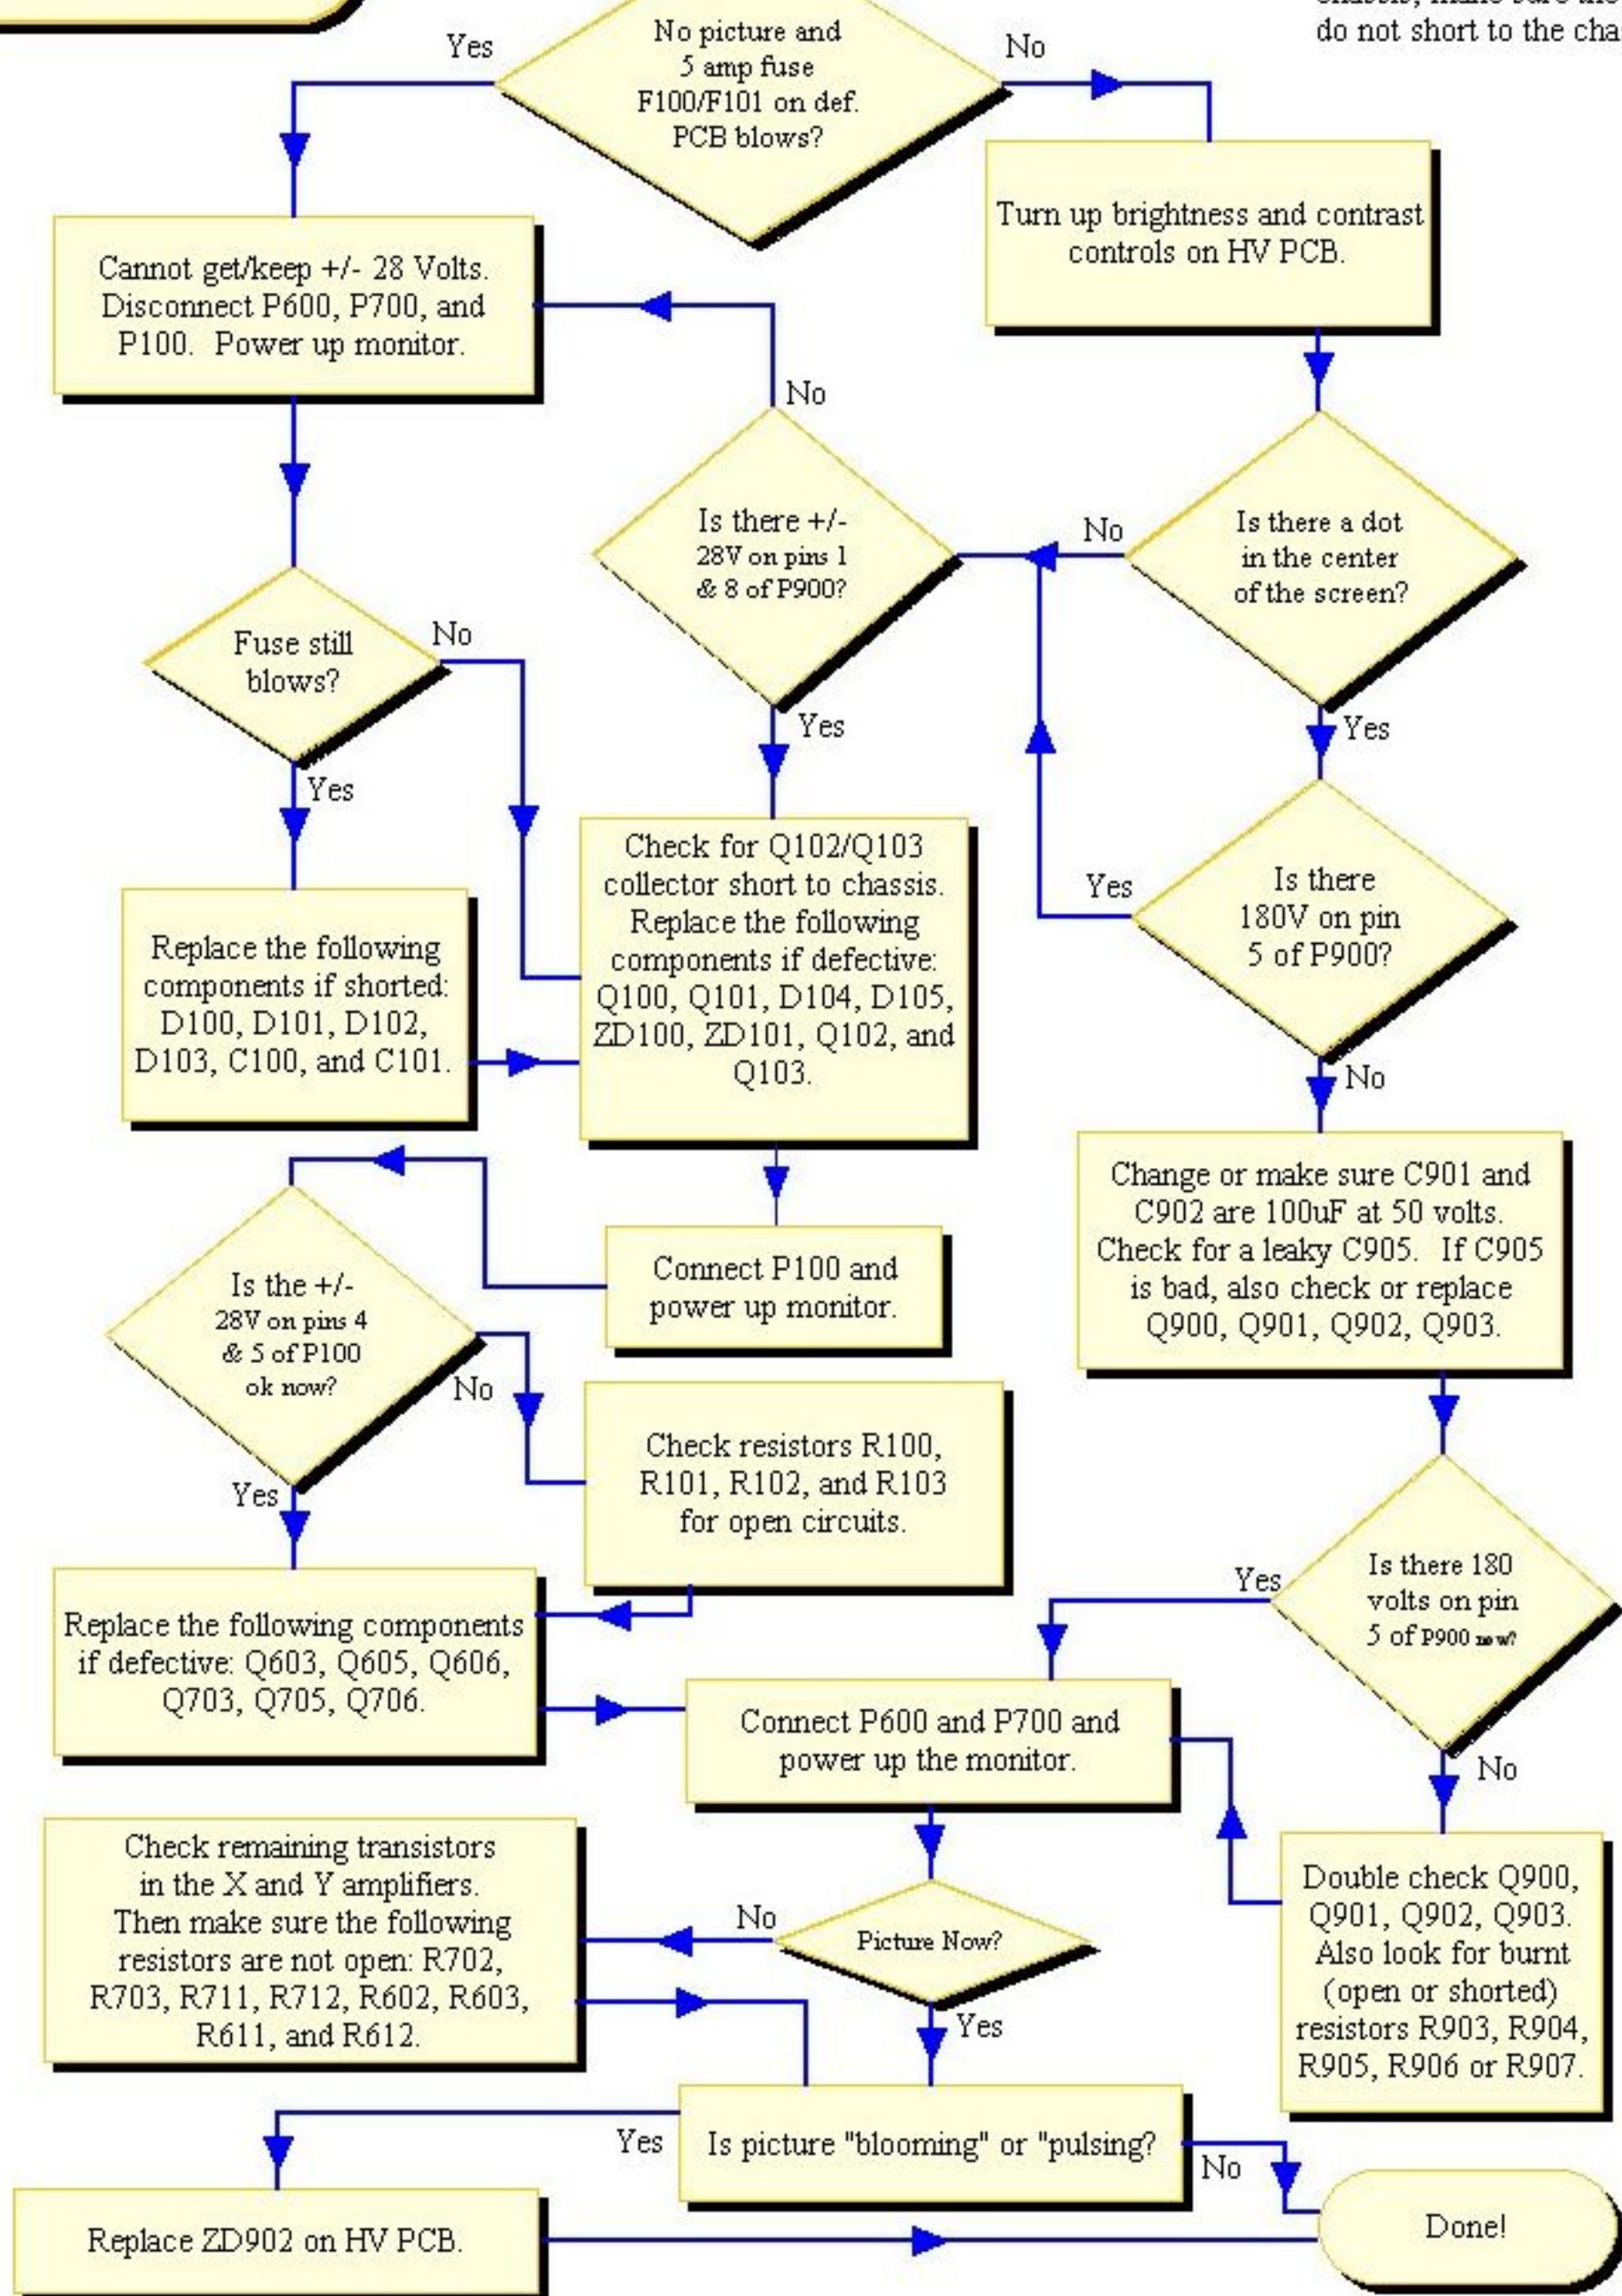 chassis, make sure the
do not short to the cha
No picture and
5 amp fuse
F100/F101 on def.
PCB blows?
Yes
No
Turn up brightness and contrast
controls on HV PCB.
Cannot get/keep +/- 28 Volts.
Disconnect P600, P700, and
P100.  Power up monitor.
No
Is there +/-
28V on pins 1
& 8 of P900?
Yes
No
Is there a dot
in the center
of the screen?
Yes
Fuse still
blows?
No
Yes
Check for Q102/Q103
collector short to chassis.
Replace the following
components if defective:
Q100, Q101, D104, D105,
ZD100, ZD101, Q102, and
Q103.
Yes
Is there
180V on pin
5 of P900?
No
Replace the following
components if shorted:
D100, D101, D102,
D103, C100, and C101.
Change or make sure C901 and
C902 are 100uF at 50 volts.
Check for a leaky C905.  If C905
is bad, also check or replace
Q900, Q901, Q902, Q903.
Connect P100 and
power up monitor.
Is the +/-
28V on pins 4
& 5 of P100
ok now?
No
Yes
Check resistors R100,
R101, R102, and R103
for open circuits.
Yes
Is there 180
volts on pin
5 of P900 now?
No
Replace the following components
if defective: Q603, Q605, Q606,
Q703, Q705, Q706.
Connect P600 and P700 and
power up the monitor.
Check remaining transistors
in the X and Y amplifiers.
Then make sure the following
resistors are not open: R702,
R703, R711, R712, R602, R603,
R611, and R612.
No
Picture Now?
Yes
Double check Q900,
Q901, Q902, Q903.
Also look for burnt
(open or shorted)
resistors R903, R904,
R905, R906 or R907.
Yes
Is picture "blooming" or "pulsing?
No
Replace ZD902 on HV PCB.
Done!